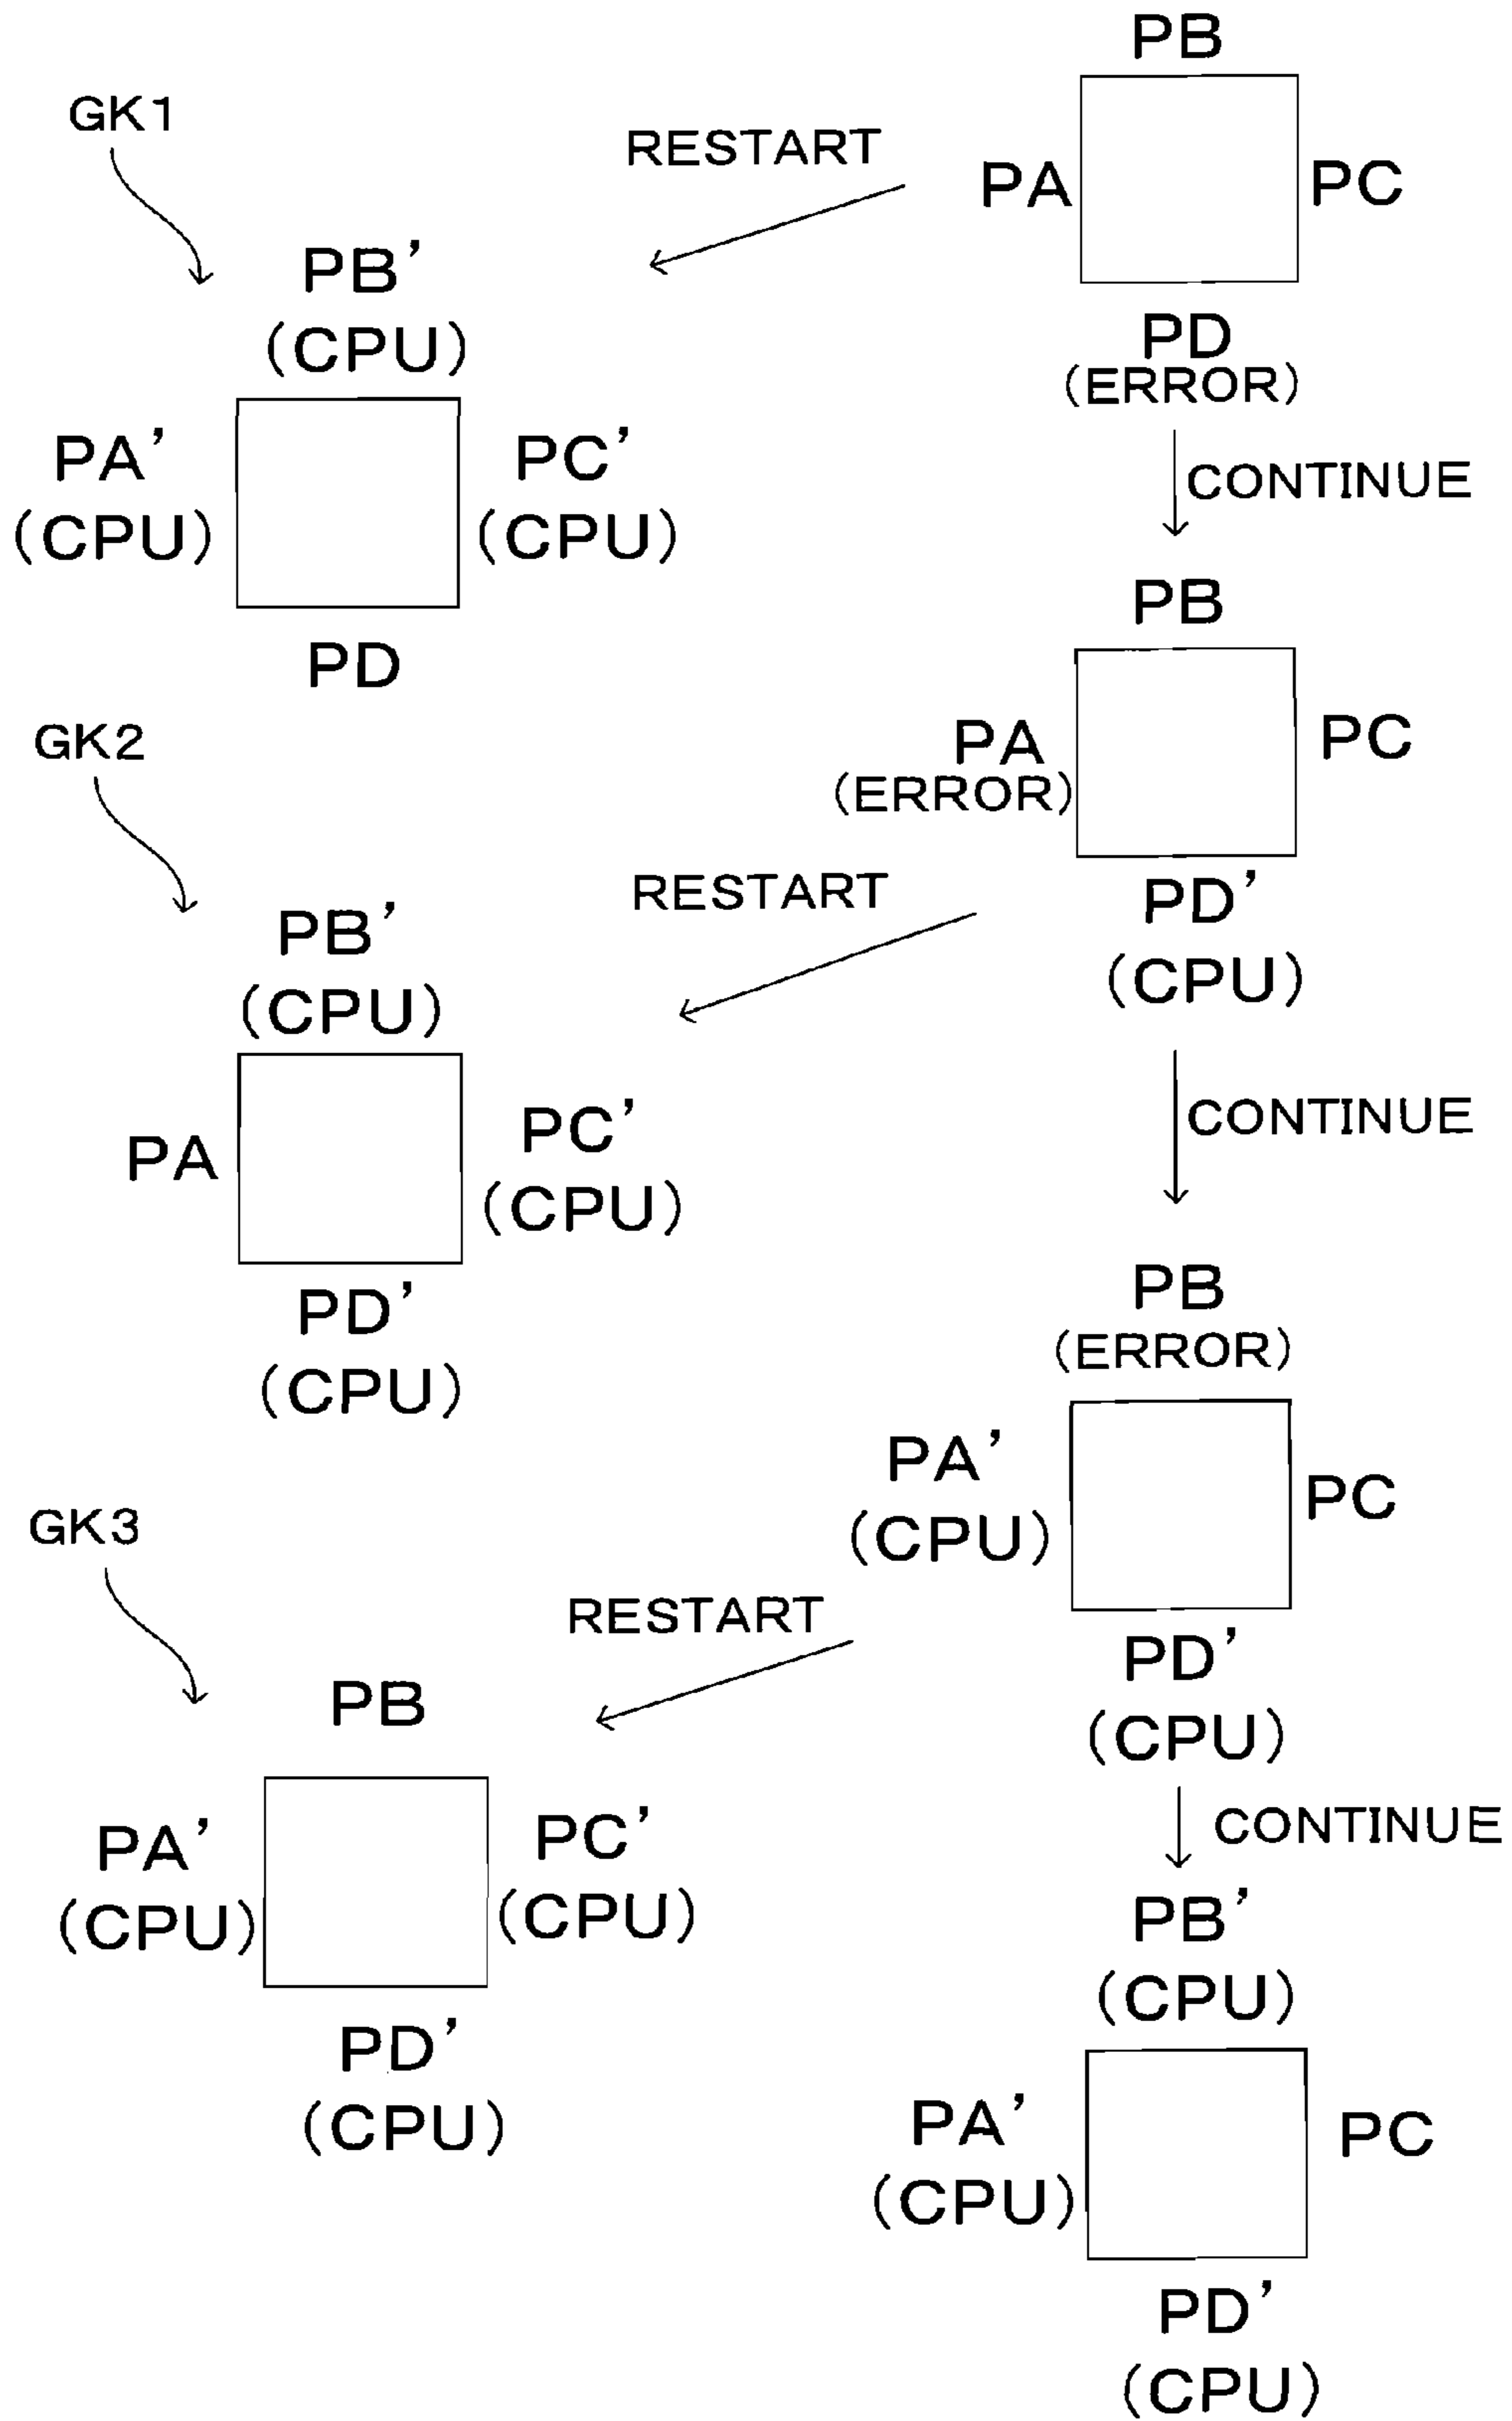 PB
GK1
RESTART
PA
PC
PB’
(CPU)
PD
(ERROR)
PA’
(CPU)
PC’
(CPU)
CONTINUE
PD
PB
GK2
PA
(ERROR)
PC
RESTART
PD’
(CPU)
PB’
(CPU)
PA
PC’
(CPU)
CONTINUE
PD’
(CPU)
PB
(ERROR)
PA’
(CPU)
PC
GK3
RESTART
PD’
(CPU)
PB
PA’
(CPU)
PC’
(CPU)
CONTINUE
PB’
(CPU)
PD’
(CPU)
PA’
(CPU)
PC
PD’
(CPU)